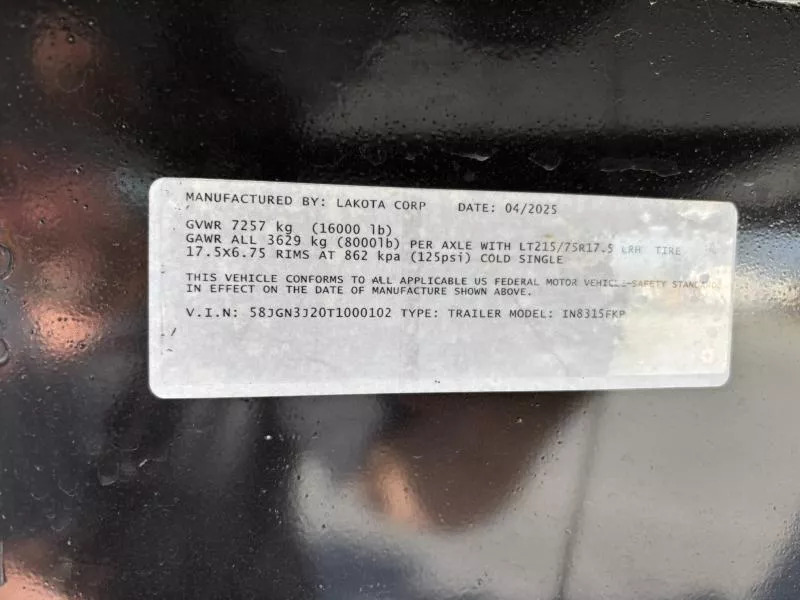 MANUFACTURED BY: LAKOTA CORP DATE: 04/2025
GVWR 7257 kg (16000 lb)
GAWR ALL 3629 kg (8000lb) PER AXLE WITH LT215/75R17.5 LRH TIRE
17.5X6.75 RIMS AT 862 kpa (125psi) COLD SINGLE
THIS VEHICLE CONFORMS TO ALL APPLICABLE US FEDERAL MOTOR VEHICLE SAFETY STANDARDS
IN EFFECT ON THE DATE OF MANUFACTURE SHOWN ABOVE.
V.I.N: 58JGN3J20T1000102 TYPE: TRAILER MODEL: IN8315FKP